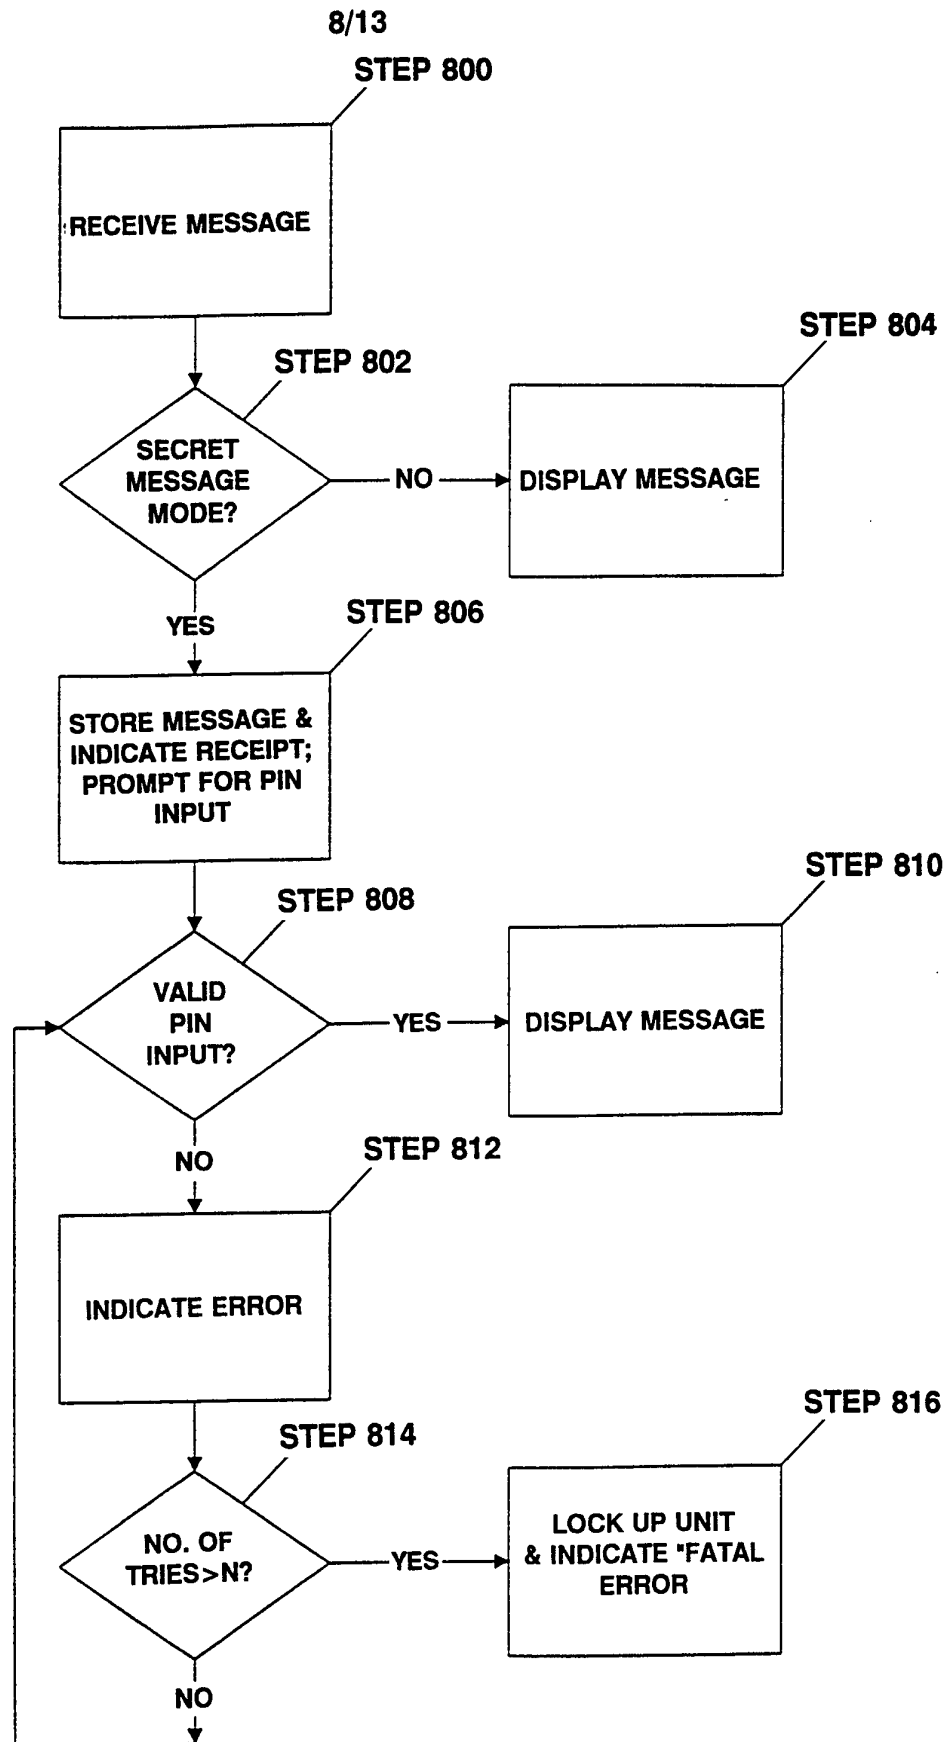 8/13
STEP 800
RECEIVE MESSAGE
STEP 802
SECRET
MESSAGE
MODE?
NO
STEP 804
DISPLAY MESSAGE
YES
STEP 806
STORE MESSAGE &
INDICATE RECEIPT;
PROMPT FOR PIN
INPUT
STEP 808
VALID
PIN
INPUT?
YES
STEP 810
DISPLAY MESSAGE
NO
STEP 812
INDICATE ERROR
STEP 814
NO. OF
TRIES>N?
YES
STEP 816
LOCK UP UNIT
& INDICATE "FATAL
ERROR
NO